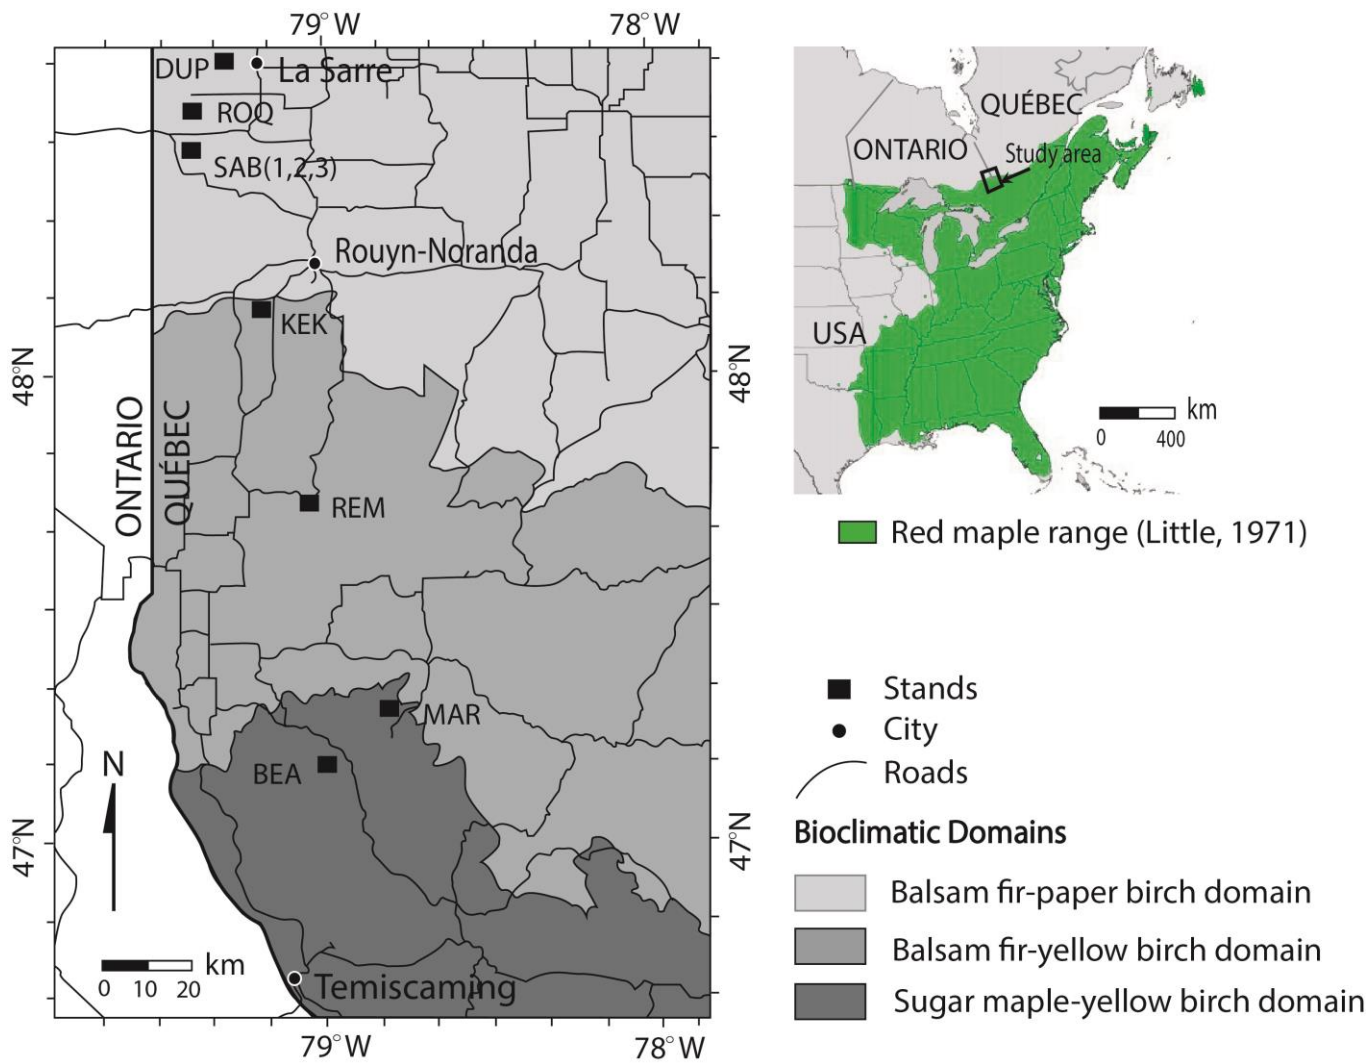 79°W
78°W
DUP
La Sarre
ROQ
SAB(1,2,3)
Rouyn-Noranda
KEK
48°N
48°N
ONTARIO
QUÉBEC
REM
MAR
BEA
N
47°N
47°N
km
0 10 20
Temiscaming
79°W
78°W
QUÉBEC
ONTARIO
Study area
USA
km
0 400
Red maple range (Little, 1971)
Stands
City
Roads
Bioclimatic Domains
Balsam fir-paper birch domain
Balsam fir-yellow birch domain
Sugar maple-yellow birch domain